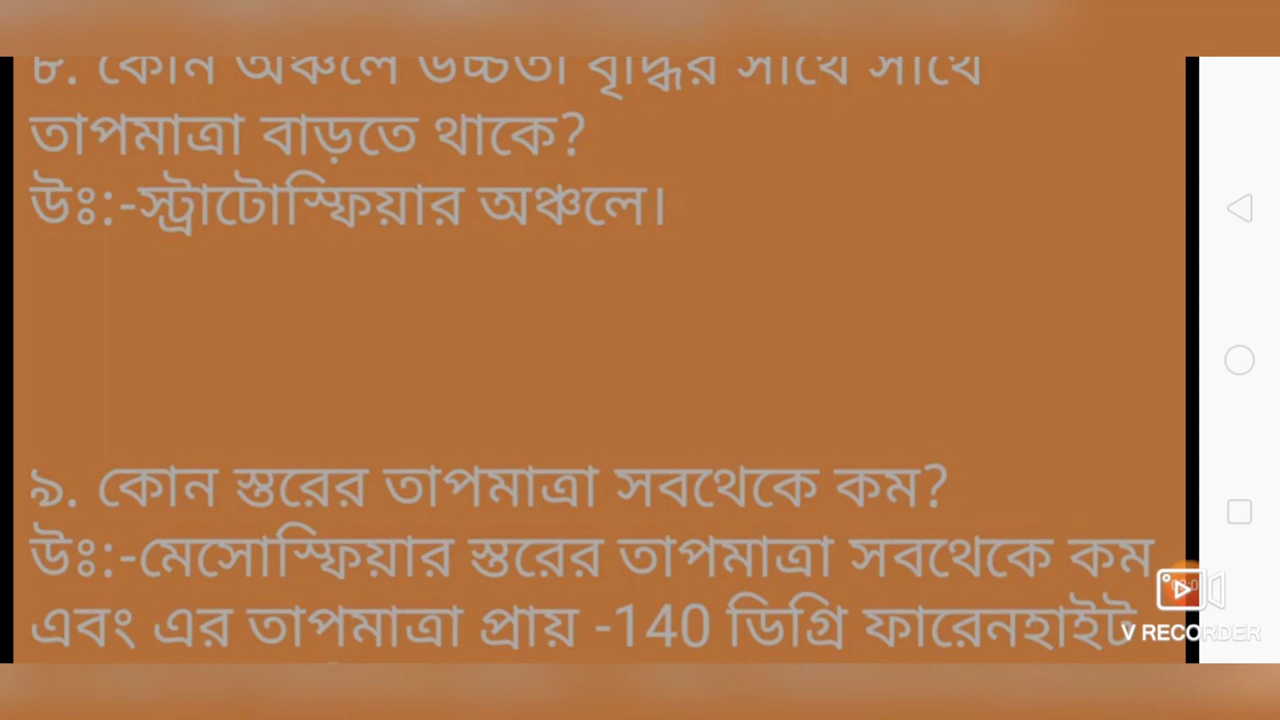 ৮. কোন অঞ্চলে উচ্চতা বৃদ্ধির সাথে সাথে
তাপমাত্রা বাড়তে থাকে?
উঃ:-স্ট্রাটোস্ফিয়ার অঞ্চলে।
৯. কোন স্তরের তাপমাত্রা সবথেকে কম?
উঃ:-মেসোস্ফিয়ার স্তরের তাপমাত্রা সবথেকে কম
এবং এর তাপমাত্রা প্রায় -140 ডিগ্রি ফারেনহাইট
V RECORDER